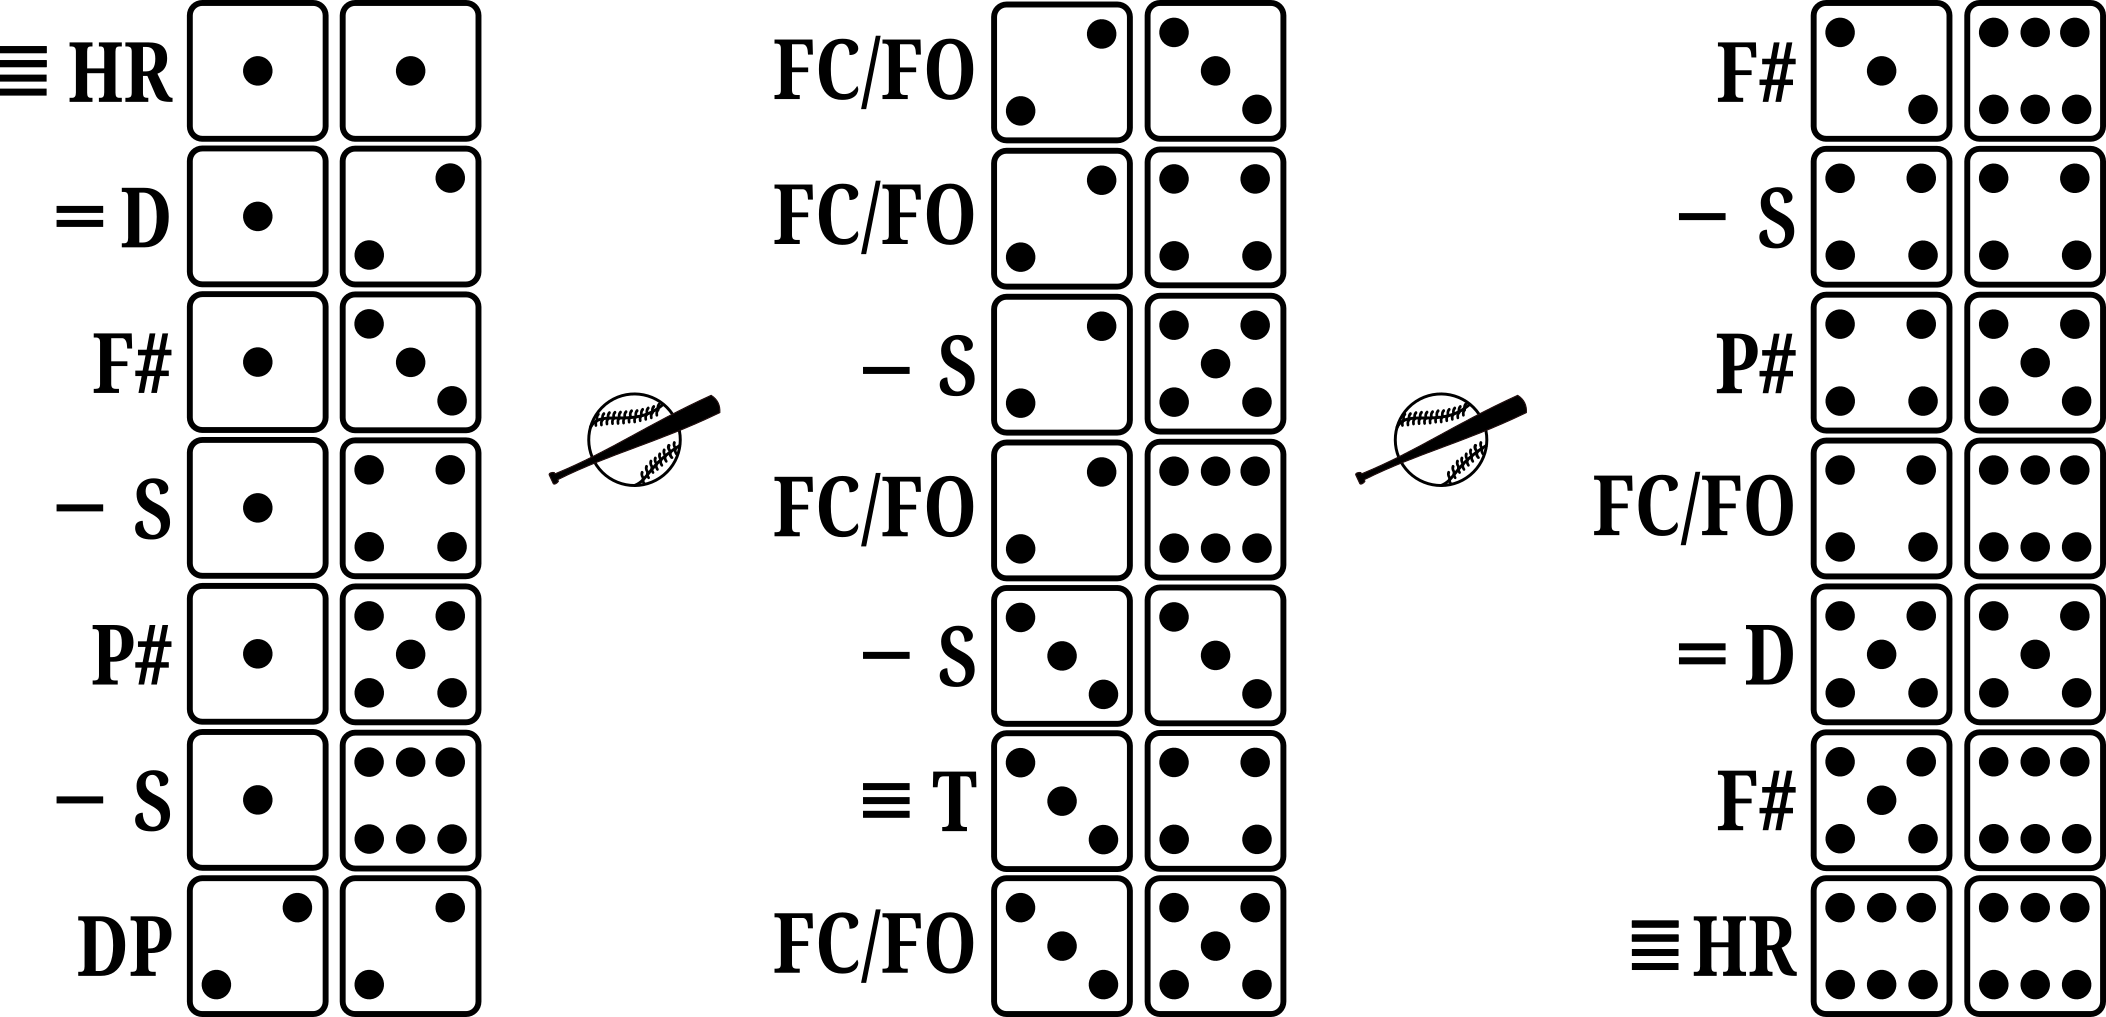 ≣ HR
= D
F#
– S
P#
– S
DP
FC/FO
FC/FO
– S
FC/FO
– S
≡ T
FC/FO
F#
– S
P#
FC/FO
= D
F#
≣ HR